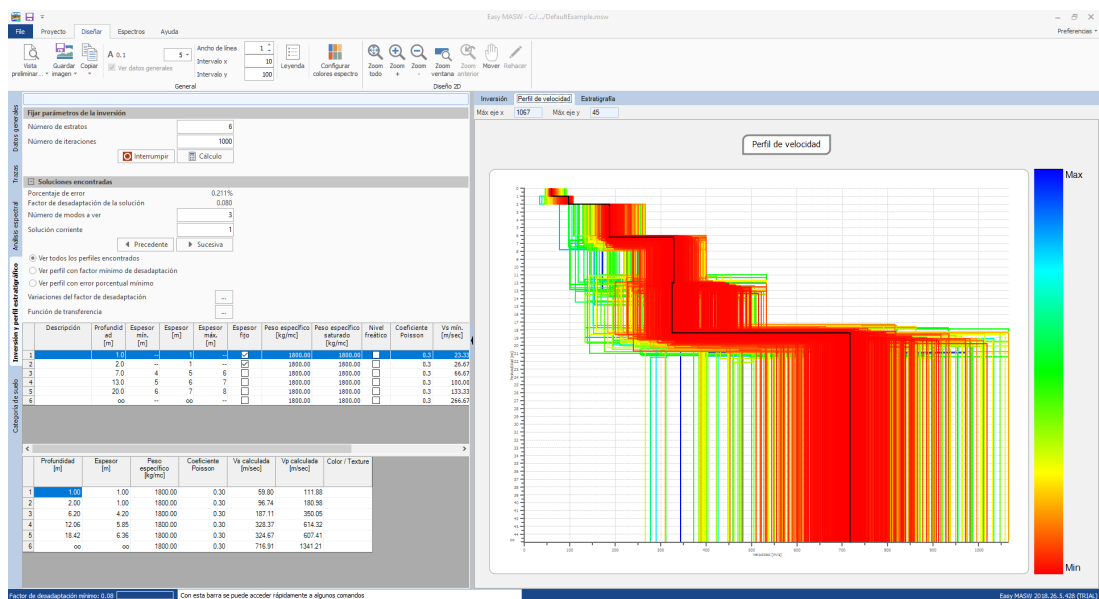 Easy MASW - C:/.../DefaultExample.msw
File Proyecto Diseñar Espectros Ayuda Preferencias
Vista preliminar...
Guardar imagen
Copiar
A 0.1 5
Ver datos generales
Ancho de línea 1
Intervalo x 10
Intervalo y 100
Leyenda
Configurar colores espectro
Zoom todo
Zoom +
Zoom -
Zoom ventana
Zoom anterior
Mover
Rehacer
General
Diseño 2D
Datos generales
Trazas
Análisis espectral
Inversión y perfil estratigráfico
Categoría de suelo
Fijar parámetros de la inversión
Número de estratos 6
Número de iteraciones 1000
Interrumpir Cálculo
Soluciones encontradas
Porcentaje de error 0.211%
Factor de desadaptación de la solución 0.080
Número de modos a ver 3
Solución corriente 1
Precedente Sucesiva
Ver todos los perfiles encontrados
Ver perfil con factor mínimo de desadaptación
Ver perfil con error porcentual mínimo
Variaciones del factor de desadaptación ...
Función de transferencia ...
Descripción Profundidad [m] Espesor mín. [m] Espesor [m] Espesor máx. [m] Espesor fijo Peso específico [kg/mc] Peso específico saturado [kg/mc] Nivel freático Coeficiente Poisson Vs mín. [m/sec]
1 1.0 -- 1 -- 1800.00 1800.00 0.3 23.33
2 2.0 -- 1 -- 1800.00 1800.00 0.3 26.67
3 7.0 4 5 6 1800.00 1800.00 0.3 66.67
4 13.0 5 6 7 1800.00 1800.00 0.3 100.00
5 20.0 6 7 8 1800.00 1800.00 0.3 133.33
6 oo -- oo -- 1800.00 1800.00 0.3 266.67
Profundidad [m] Espesor [m] Peso específico [kg/mc] Coeficiente Poisson Vs calculada [m/sec] Vp calculada [m/sec] Color / Texture
1 1.00 1.00 1800.00 0.30 59.80 111.88
2 2.00 1.00 1800.00 0.30 96.74 180.98
3 6.20 4.20 1800.00 0.30 187.11 350.05
4 12.06 5.85 1800.00 0.30 328.37 614.32
5 18.42 6.36 1800.00 0.30 324.67 607.41
6 oo oo 1800.00 0.30 716.91 1341.21
Inversión Perfil de velocidad Estratigrafía
Máx eje x 1067 Máx eje y 45
Perfil de velocidad
Max
Min
0 100 200 300 400 500 600 700 800 900 1000
Velocidad [m/s]
Factor de desadaptación mínimo: 0.08
Con esta barra se puede acceder rápidamente a algunos comandos
Easy MASW 2018.26.5.428 (TRIAL)